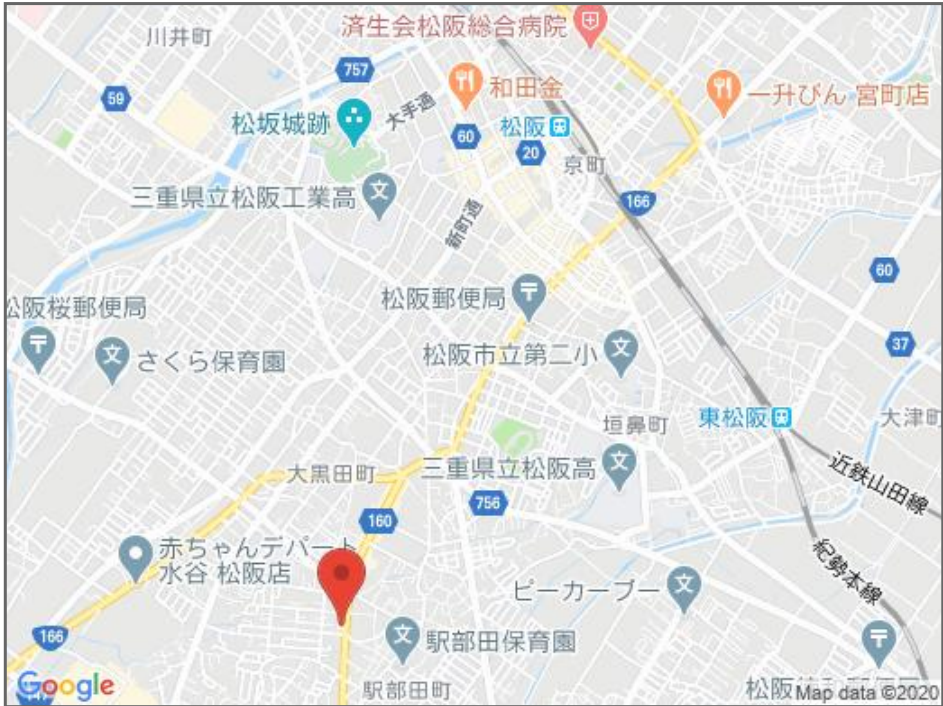 済生会松阪総合病院
川井町
757
和田金
一升びん 宮町店
59
大手通
松坂城跡
60
松阪
20
京町
三重県立松阪工業高
166
新町通
60
松阪郵便局
松阪桜郵便局
37
松阪市立第二小
さくら保育園
東松阪
大津町
垣鼻町
大黒田町
三重県立松阪高
近鉄山田線
756
160
赤ちゃんデパート
水谷 松阪店
紀勢本線
ピーカーブー
166
駅部田保育園
Google
駅部田町
Map data ©2020